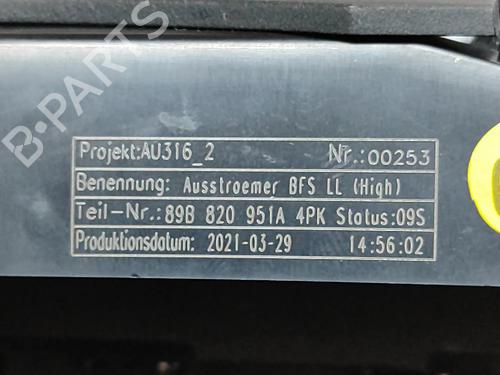 B-PARTS
Projekt:AU316_2 Nr.:00253
Benennung: Ausstroemer BFS LL (High)
Teil-Nr.:89B 820 951A 4PK Status:09S
Produktionsdatum: 2021-03-29 14:56:02